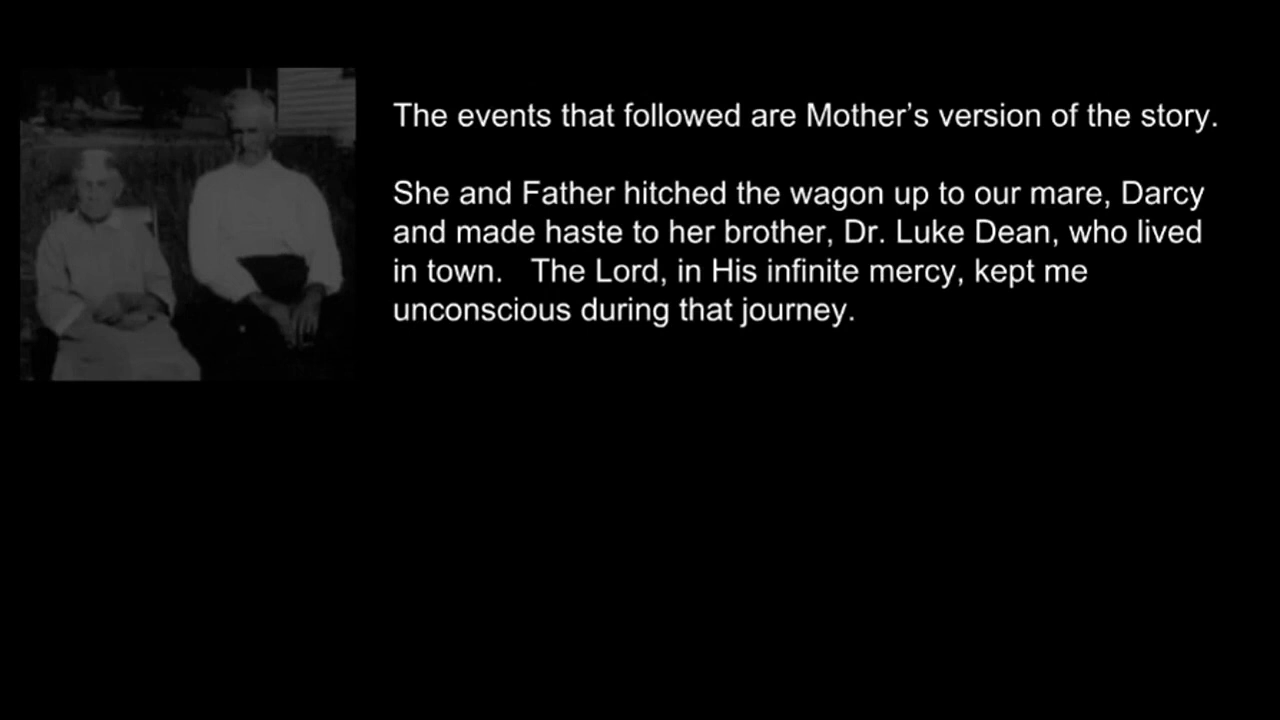 The events that followed are Mother’s version of the story.
She and Father hitched the wagon up to our mare, Darcy
and made haste to her brother, Dr. Luke Dean, who lived
in town.   The Lord, in His infinite mercy, kept me
unconscious during that journey.